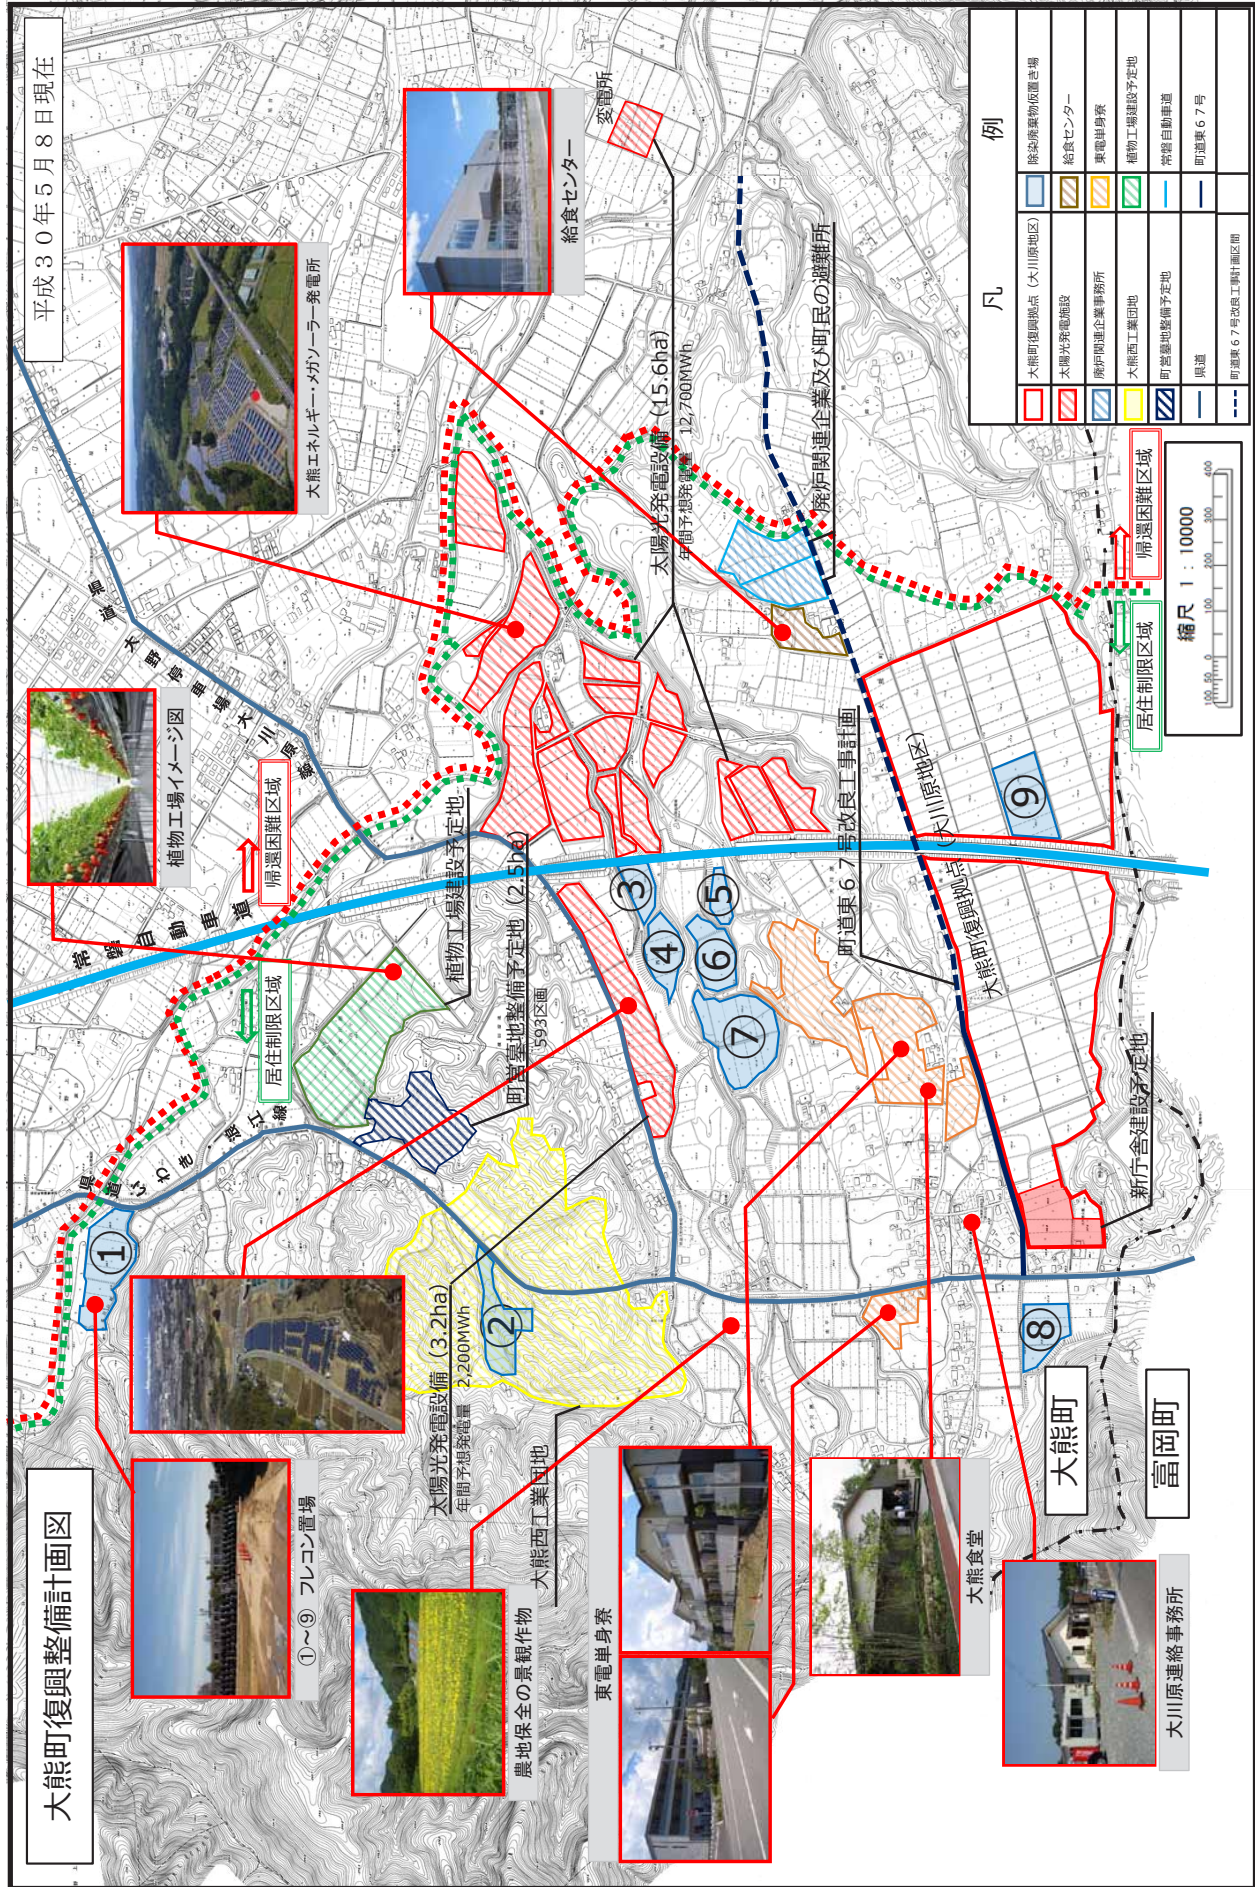 大熊町復興整備計画図
平成30年5月8日現在
①～⑨ フレコン置場
植物工場イメージ図
大熊エネルギー・メガソーラー発電所
給食センター
変電所
県道いわき浪江線
常磐自動車道
県道大野停車場大川原線
居住制限区域
帰還困難区域
植物工場建設予定地
町営墓地整備予定地（2.5ha）
593区画
太陽光発電設備（15.6ha）
年間予想発電量 12,700MWh
太陽光発電設備（3.2ha）
年間予想発電量 2,200MWh
大熊西工業団地
農地保全の景観作物
廃炉関連企業及び町民の避難所
町道東67号改良工事計画
大熊町復興拠点（大川原地区）
新庁舎建設予定地
①
②
③
④
⑤
⑥
⑦
⑧
⑨
東電単身寮
大熊食堂
大川原連絡事務所
大熊町
富岡町
居住制限区域
帰還困難区域
縮尺 1：10000
100 50 0 100 200 300 400
凡例
大熊町復興拠点（大川原地区）
除染廃棄物仮置き場
太陽光発電施設
給食センター
廃炉関連企業事務所
東電単身寮
大熊西工業団地
植物工場建設予定地
町営墓地整備予定地
常磐自動車道
県道
町道東67号
町道東67号改良工事計画区間